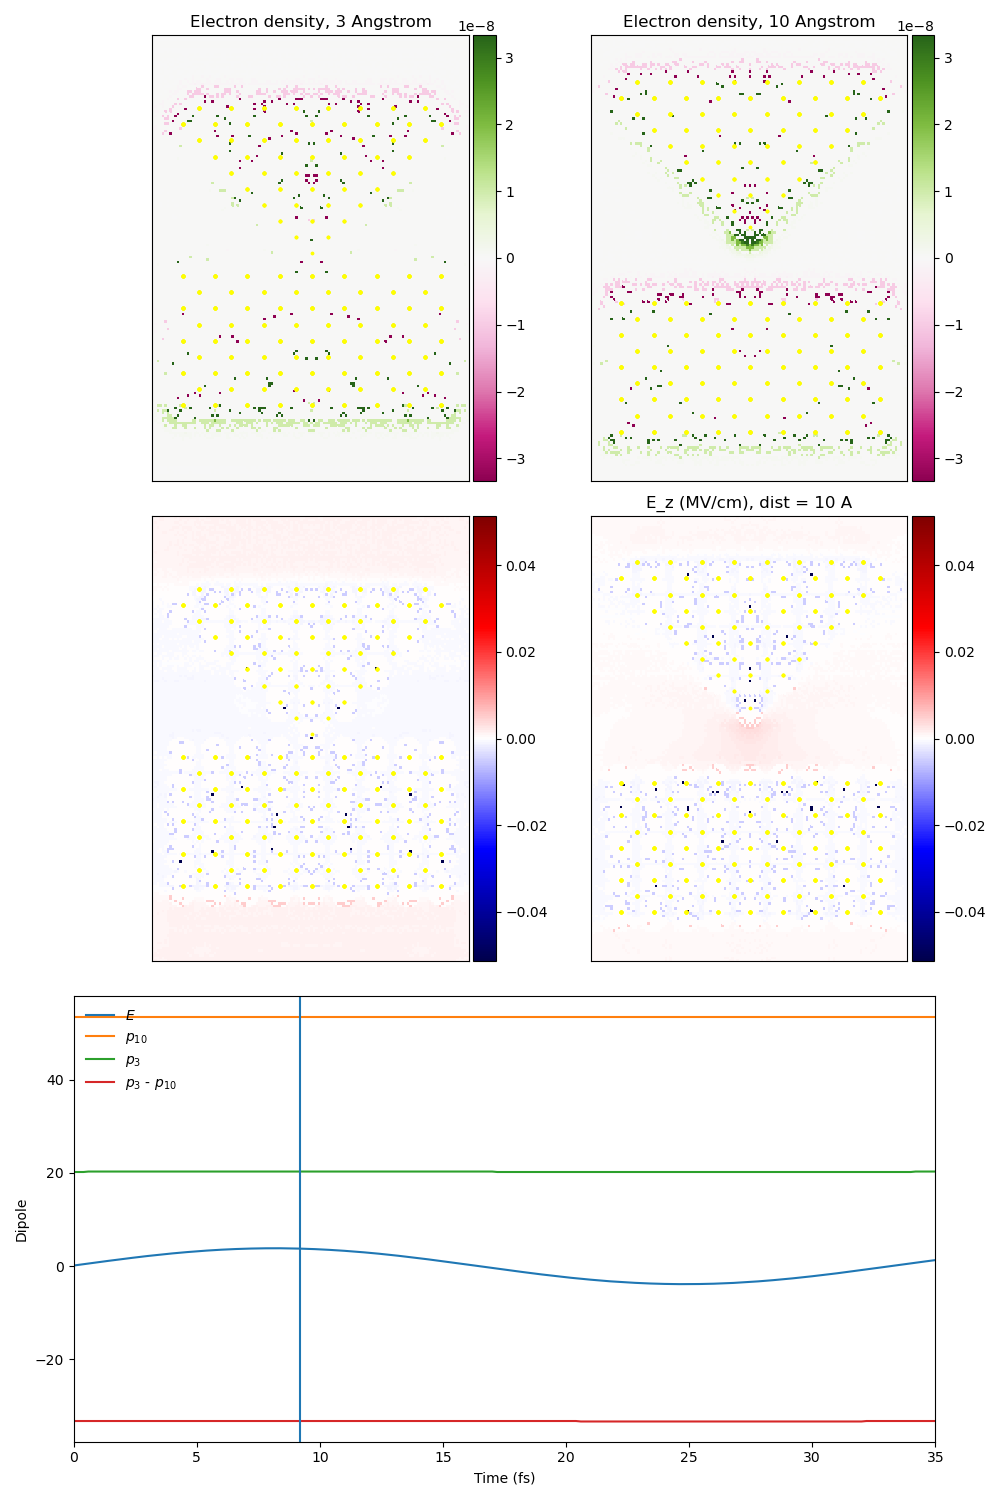 Electron density, 3 Angstrom
1e−8
3
2
1
0
−1
−2
−3
Electron density, 10 Angstrom
1e−8
3
2
1
0
−1
−2
−3
0.04
0.02
0.00
−0.02
−0.04
E_z (MV/cm), dist = 10 A
0.04
0.02
0.00
−0.02
−0.04
E
p₁₀
p₃
p₃ - p₁₀
40
20
0
−20
Dipole
0 5 10 15 20 25 30 35
Time (fs)